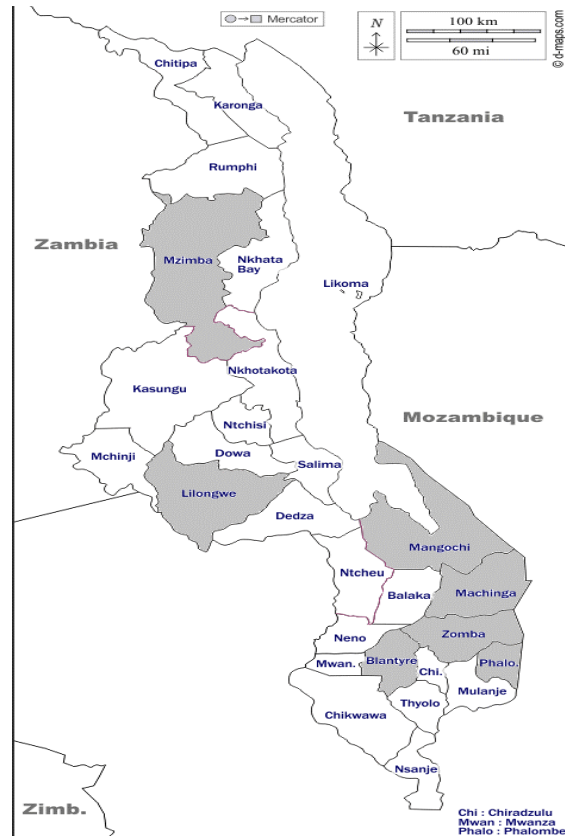 Mercator
N
100 km
60 mi
© d-maps.com
Chitipa
Karonga
Tanzania
Rumphi
Zambia
Mzimba
Nkhata
Bay
Likoma
Nkhotakota
Kasungu
Mozambique
Ntchisi
Mchinji
Dowa
Salima
Lilongwe
Dedza
Mangochi
Ntcheu
Balaka
Machinga
Neno
Zomba
Mwan.
Blantyre
Chi.
Phalo.
Mulanje
Chikwawa
Thyolo
Nsanje
Zimb.
Chi : Chiradzulu
Mwan : Mwanza
Phalo : Phalombe